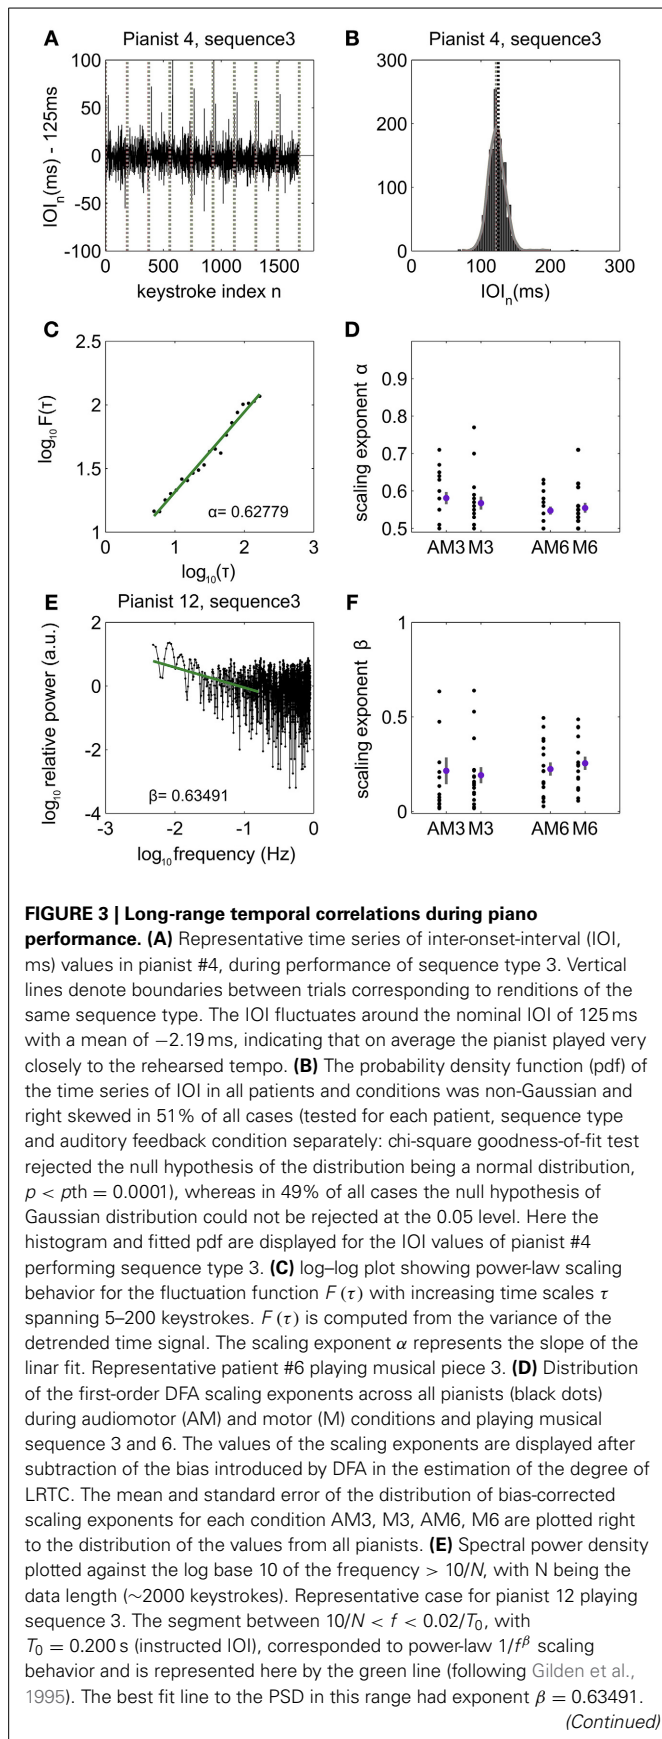 A Pianist 4, sequence3
IOIn(ms) - 125ms
100
50
0
-50
-100
0 500 1000 1500
keystroke index n
B Pianist 4, sequence3
300
200
100
0
0 100 200 300
IOIn(ms)
C
log10 F(τ)
2.5
2
1.5
1
α= 0.62779
0 1 2 3
log10(τ)
D
scaling exponent α
0.9
0.8
0.7
0.6
0.5
AM3 M3 AM6 M6
E Pianist 12, sequence3
log10 relative power (a.u.)
2
0
-2
-4
β= 0.63491
-3 -2 -1 0
log10 frequency (Hz)
F
scaling exponent β
1
0.5
0
AM3 M3 AM6 M6
FIGURE 3 | Long-range temporal correlations during piano
performance. (A) Representative time series of inter-onset-interval (IOI,
ms) values in pianist #4, during performance of sequence type 3. Vertical
lines denote boundaries between trials corresponding to renditions of the
same sequence type. The IOI fluctuates around the nominal IOI of 125 ms
with a mean of −2.19 ms, indicating that on average the pianist played very
closely to the rehearsed tempo. (B) The probability density function (pdf) of
the time series of IOI in all patients and conditions was non-Gaussian and
right skewed in 51% of all cases (tested for each patient, sequence type
and auditory feedback condition separately: chi-square goodness-of-fit test
rejected the null hypothesis of the distribution being a normal distribution,
p < pth = 0.0001), whereas in 49% of all cases the null hypothesis of
Gaussian distribution could not be rejected at the 0.05 level. Here the
histogram and fitted pdf are displayed for the IOI values of pianist #4
performing sequence type 3. (C) log–log plot showing power-law scaling
behavior for the fluctuation function F (τ) with increasing time scales τ
spanning 5–200 keystrokes. F (τ) is computed from the variance of the
detrended time signal. The scaling exponent α represents the slope of the
linar fit. Representative patient #6 playing musical piece 3. (D) Distribution
of the first-order DFA scaling exponents across all pianists (black dots)
during audiomotor (AM) and motor (M) conditions and playing musical
sequence 3 and 6. The values of the scaling exponents are displayed after
subtraction of the bias introduced by DFA in the estimation of the degree of
LRTC. The mean and standard error of the distribution of bias-corrected
scaling exponents for each condition AM3, M3, AM6, M6 are plotted right
to the distribution of the values from all pianists. (E) Spectral power density
plotted against the log base 10 of the frequency > 10/N, with N being the
data length (∼2000 keystrokes). Representative case for pianist 12 playing
sequence 3. The segment between 10/N < f < 0.02/T0, with
T0 = 0.200 s (instructed IOI), corresponded to power-law 1/f^β scaling
behavior and is represented here by the green line (following Gilden et al.,
1995). The best fit line to the PSD in this range had exponent β = 0.63491.
(Continued)